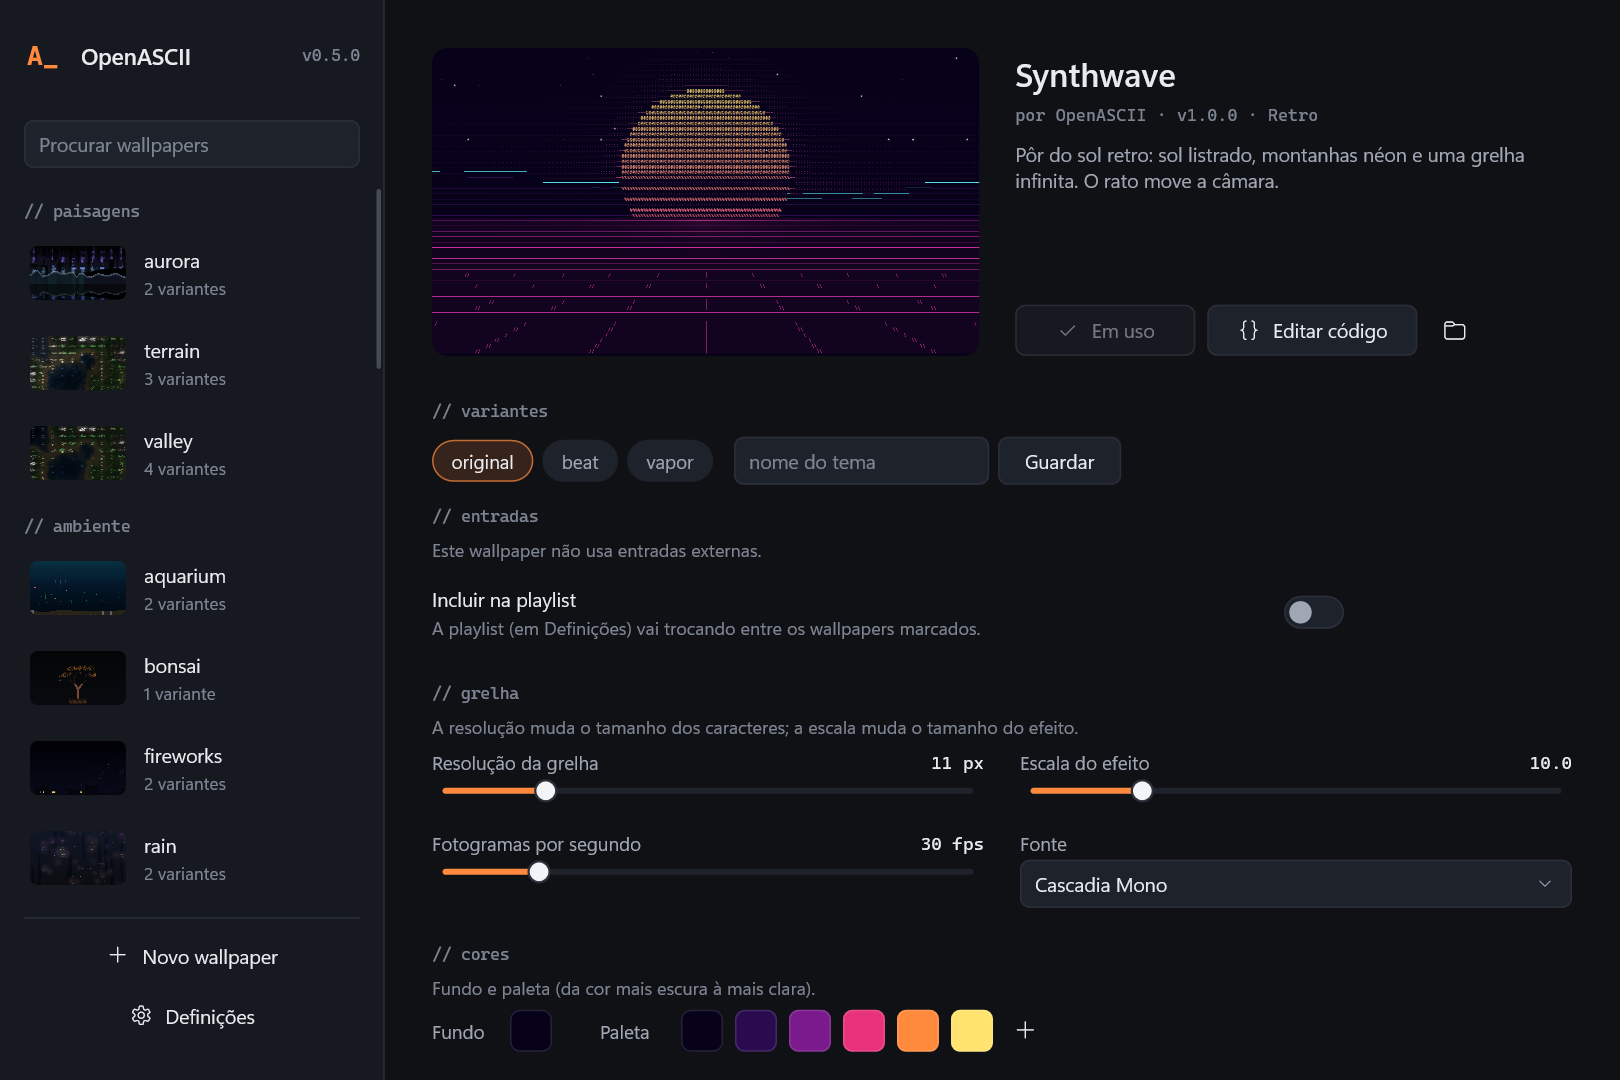 A_ OpenASCII v0.5.0
Procurar wallpapers
// paisagens
aurora
2 variantes
terrain
3 variantes
valley
4 variantes
// ambiente
aquarium
2 variantes
bonsai
1 variante
fireworks
2 variantes
rain
2 variantes
+ Novo wallpaper
Definições
Synthwave
por OpenASCII · v1.0.0 · Retro
Pôr do sol retro: sol listrado, montanhas néon e uma grelha
infinita. O rato move a câmara.
Em uso
{} Editar código
// variantes
original beat vapor nome do tema Guardar
// entradas
Este wallpaper não usa entradas externas.
Incluir na playlist
A playlist (em Definições) vai trocando entre os wallpapers marcados.
// grelha
A resolução muda o tamanho dos caracteres; a escala muda o tamanho do efeito.
Resolução da grelha 11 px
Escala do efeito 10.0
Fotogramas por segundo 30 fps
Fonte
Cascadia Mono
// cores
Fundo e paleta (da cor mais escura à mais clara).
Fundo Paleta +